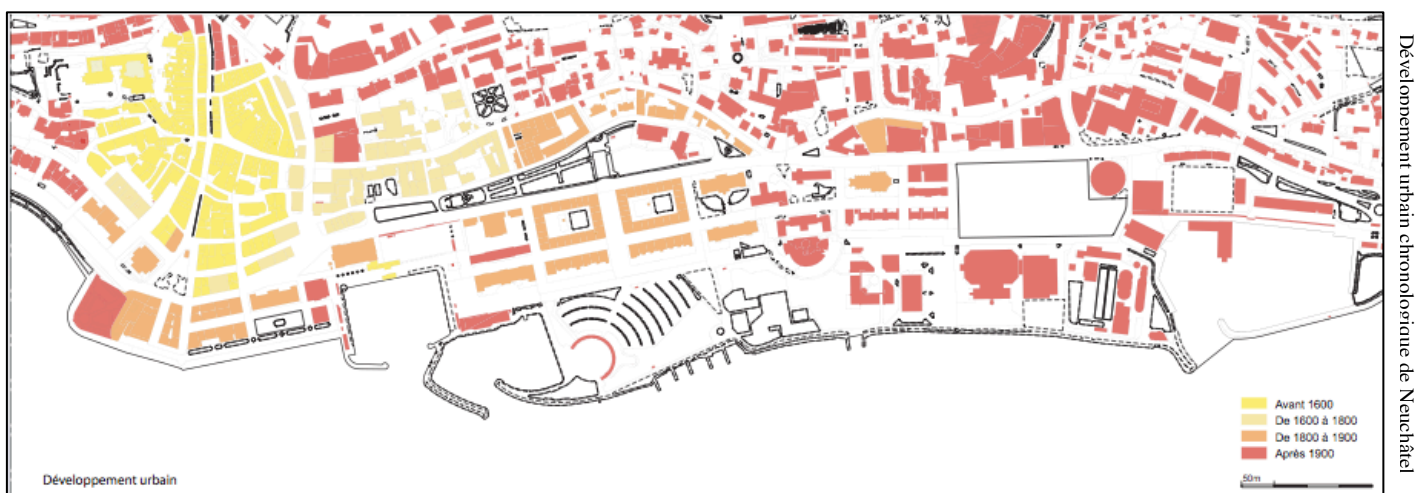 Avant 1600
De 1600 à 1800
De 1800 à 1900
Après 1900
50m
Développement urbain
Développement urbain chronologique de Neuchâtel